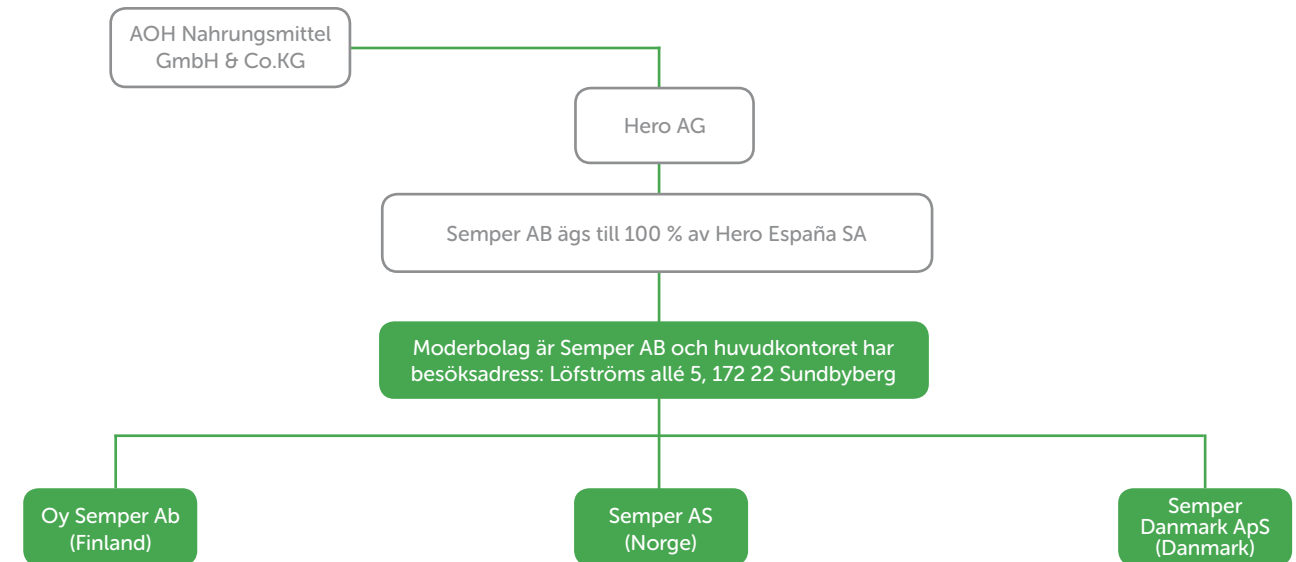 AOH Nahrungsmittel
GmbH & Co.KG
Hero AG
Semper AB ägs till 100 % av Hero España SA
Moderbolag är Semper AB och huvudkontoret har
besöksadress: Löfströms allé 5, 172 22 Sundbyberg
Oy Semper Ab
(Finland)
Semper AS
(Norge)
Semper
Danmark ApS
(Danmark)